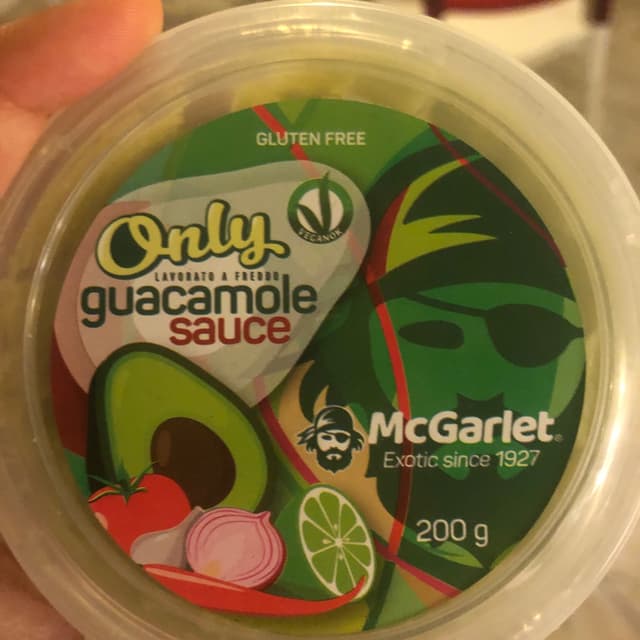 GLUTEN FREE
Only
VEGANOK
LAVORATO A FREDDO
guacamole
sauce
McGarlet®
Exotic since 1927
200 g